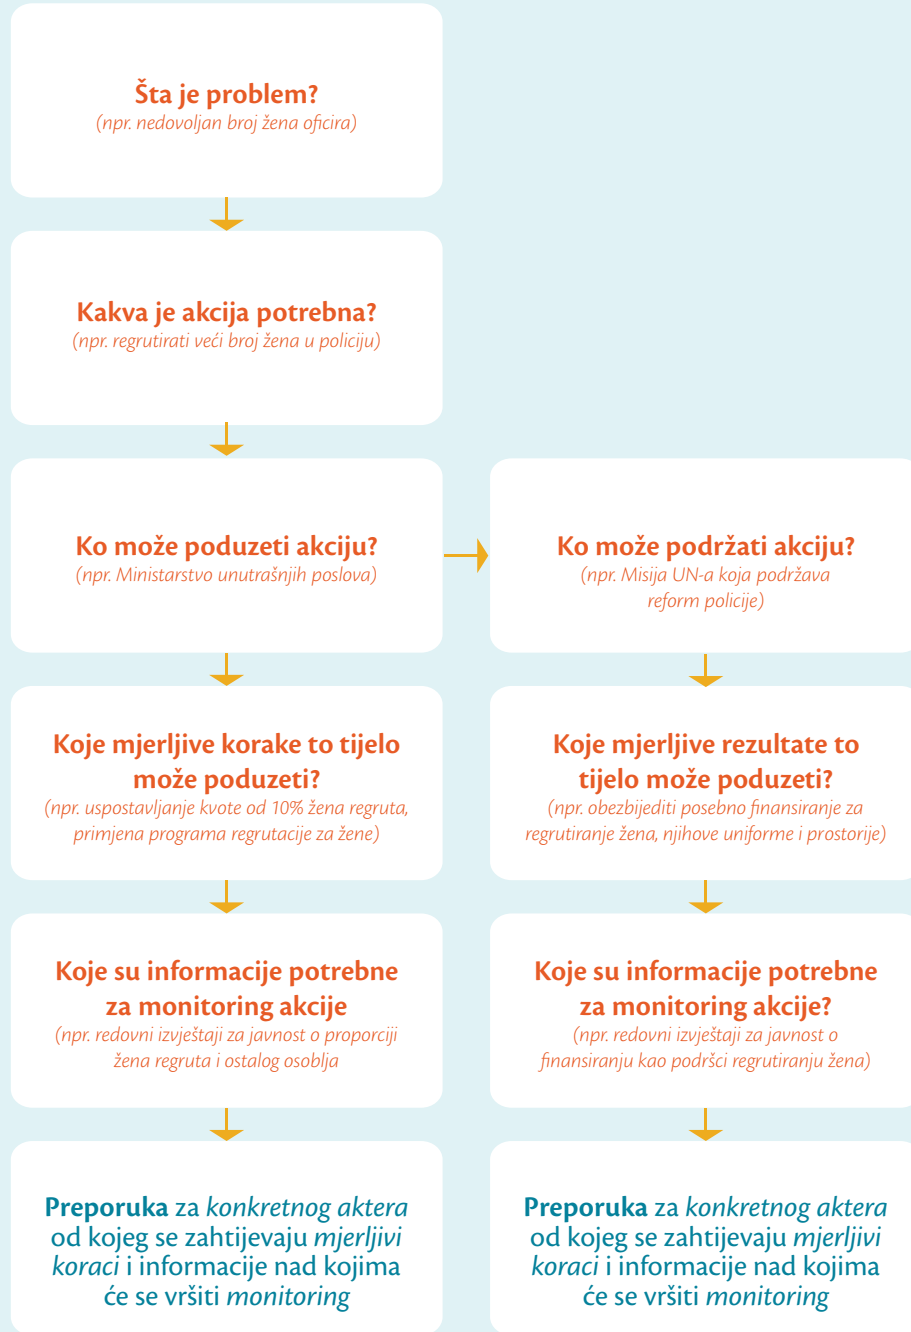 Šta je problem?
(npr. nedovoljan broj žena oficira)
Kakva je akcija potrebna?
(npr. regrutirati veći broj žena u policiju)
Ko može poduzeti akciju?
(npr. Ministarstvo unutrašnjih poslova)
Ko može podržati akciju?
(npr. Misija UN-a koja podržava
reform policije)
Koje mjerljive korake to tijelo
može poduzeti?
(npr. uspostavljanje kvote od 10% žena regruta,
primjena programa regrutacije za žene)
Koje mjerljive rezultate to
tijelo može poduzeti?
(npr. obezbijediti posebno finansiranje za
regrutiranje žena, njihove uniforme i prostorije)
Koje su informacije potrebne
za monitoring akcije
(npr. redovni izvještaji za javnost o proporciji
žena regruta i ostalog osoblja
Koje su informacije potrebne
za monitoring akcije?
(npr. redovni izvještaji za javnost o
finansiranju kao podršci regrutiranju žena)
Preporuka za konkretnog aktera
od kojeg se zahtijevaju mjerljivi
koraci i informacije nad kojima
će se vršiti monitoring
Preporuka za konkretnog aktera
od kojeg se zahtijevaju mjerljivi
koraci i informacije nad kojima
će se vršiti monitoring